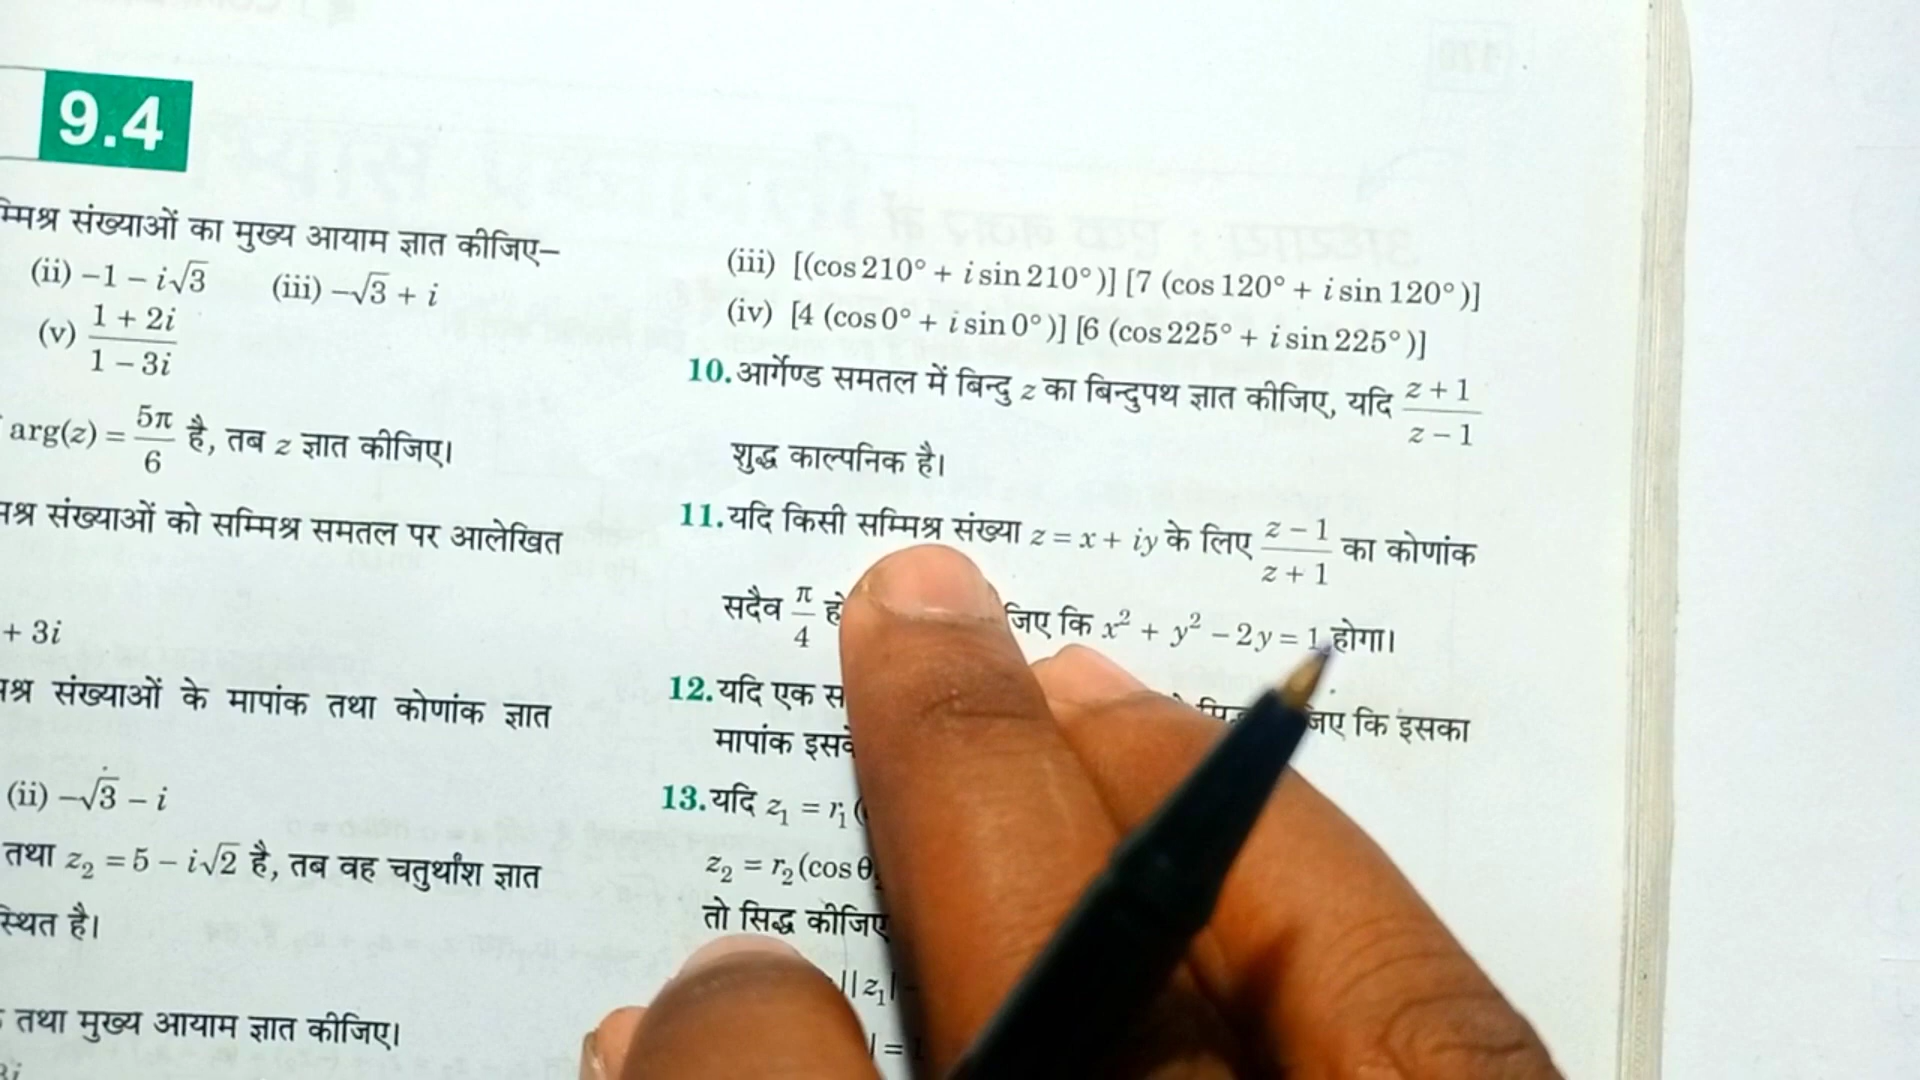 9.4
म्मिश्र संख्याओं का मुख्य आयाम ज्ञात कीजिए–
(ii) –1 – i√3 (iii) –√3 + i
(v) (1 + 2i)/(1 – 3i)
arg(z) = 5π/6 है, तब z ज्ञात कीजिए।
संख्याओं को सम्मिश्र समतल पर आलेखित
+ 3i
संख्याओं के मापांक तथा कोणांक ज्ञात
(ii) –√3 – i
तथा z₂ = 5 – i√2 है, तब वह चतुर्थांश ज्ञात
स्थित है।
तथा मुख्य आयाम ज्ञात कीजिए।
(iii) [(cos 210° + i sin 210°)] [7 (cos 120° + i sin 120°)]
(iv) [4 (cos 0° + i sin 0°)] [6 (cos 225° + i sin 225°)]
10. आर्गेण्ड समतल में बिन्दु z का बिन्दुपथ ज्ञात कीजिए, यदि (z + 1)/(z – 1)
शुद्ध काल्पनिक है।
11. यदि किसी सम्मिश्र संख्या z = x + iy के लिए (z – 1)/(z + 1) का कोणांक
सदैव π/4 कि x² + y² – 2y = 1 होगा।
12. यदि एक कि इसका
मापांक
13. यदि z₁ = r₁(
z₂ = r₂(cos θ
तो सिद्ध कीजिए
||z₁|